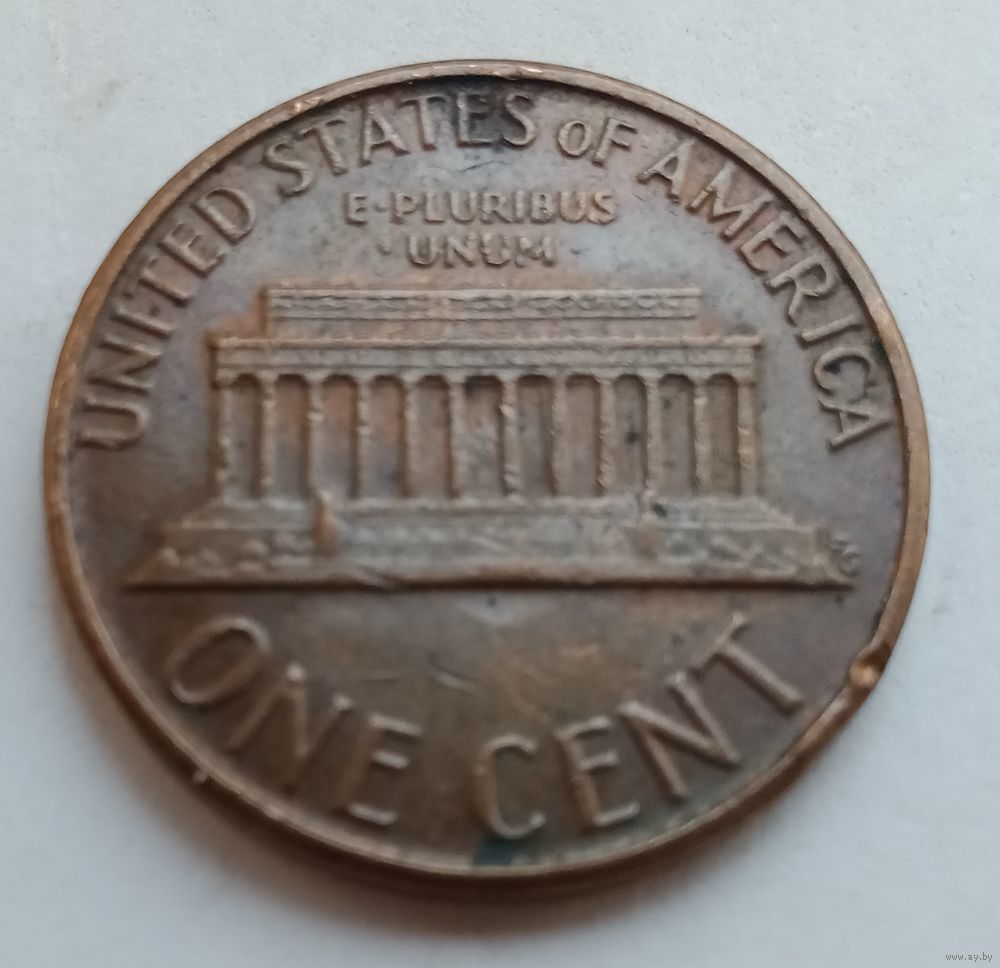 UNITED STATES OF AMERICA
E·PLURIBUS
·UNUM·
ONE CENT
www.ay.by